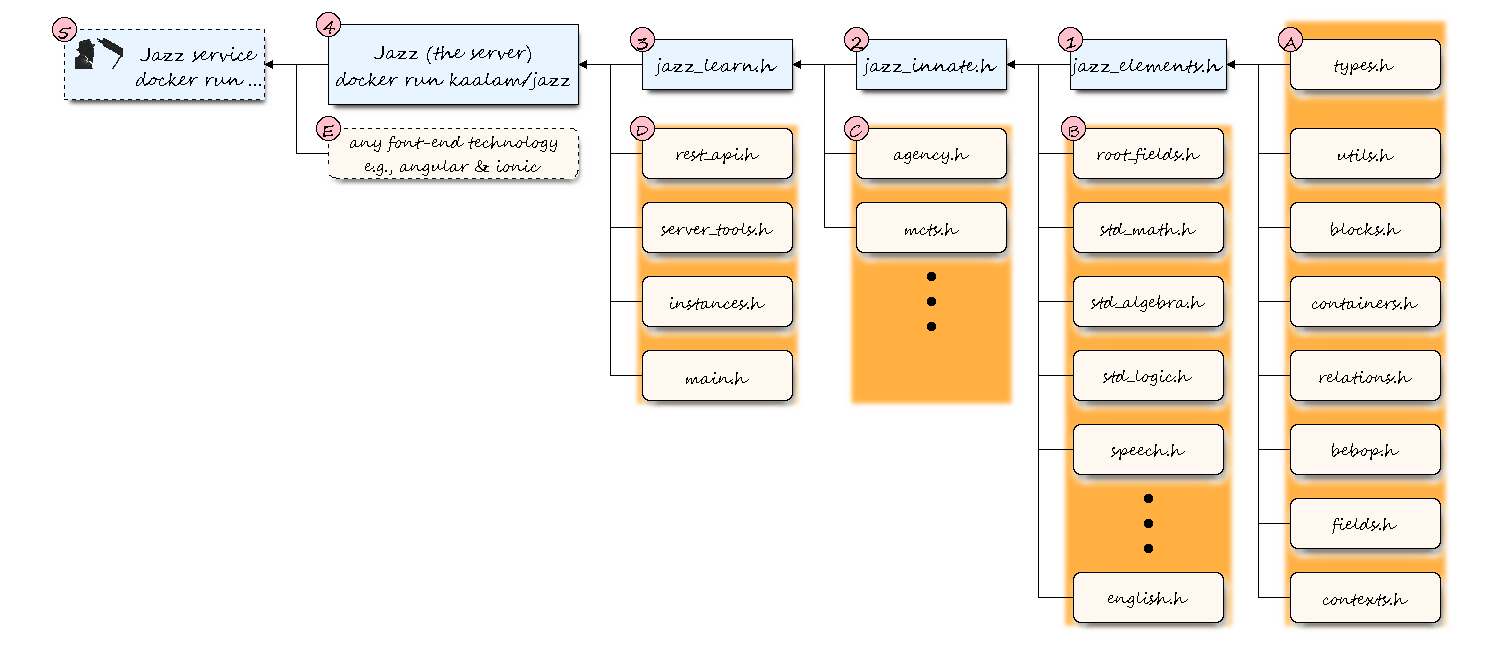 5
Jazz service
docker run ...
4
Jazz (the server)
docker run kaalam/jazz
3
jazz_learn.h
2
jazz_innate.h
1
jazz_elements.h
A
types.h
E
any font-end technology
e.g., angular & ionic
D
rest_api.h
server_tools.h
instances.h
main.h
C
agency.h
mcts.h
B
root_fields.h
std_math.h
std_algebra.h
std_logic.h
speech.h
english.h
utils.h
blocks.h
containers.h
relations.h
bebop.h
fields.h
contexts.h